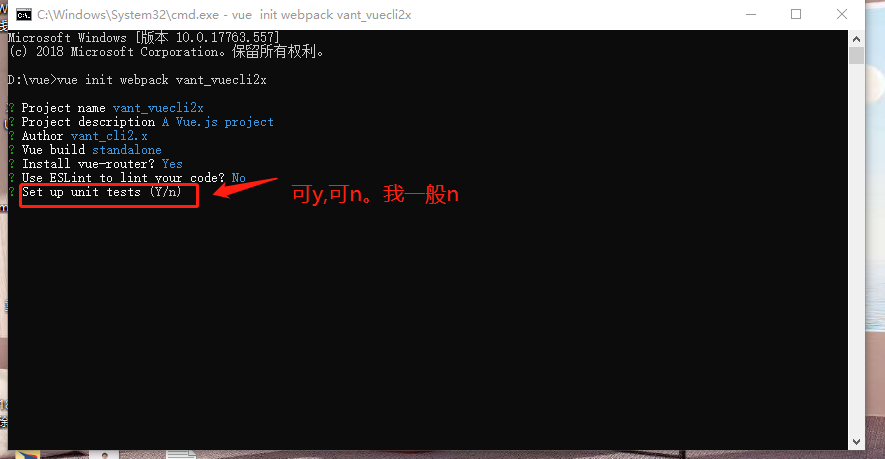 C:\Windows\System32\cmd.exe - vue  init webpack vant_vuecli2x
Microsoft Windows [版本 10.0.17763.557]
(c) 2018 Microsoft Corporation。保留所有权利。
D:\vue>vue init webpack vant_vuecli2x
? Project name vant_vuecli2x
? Project description A Vue.js project
? Author vant_cli2.x
? Vue build standalone
? Install vue-router? Yes
? Use ESLint to lint your code? No
? Set up unit tests (Y/n)
可y,可n。我一般n